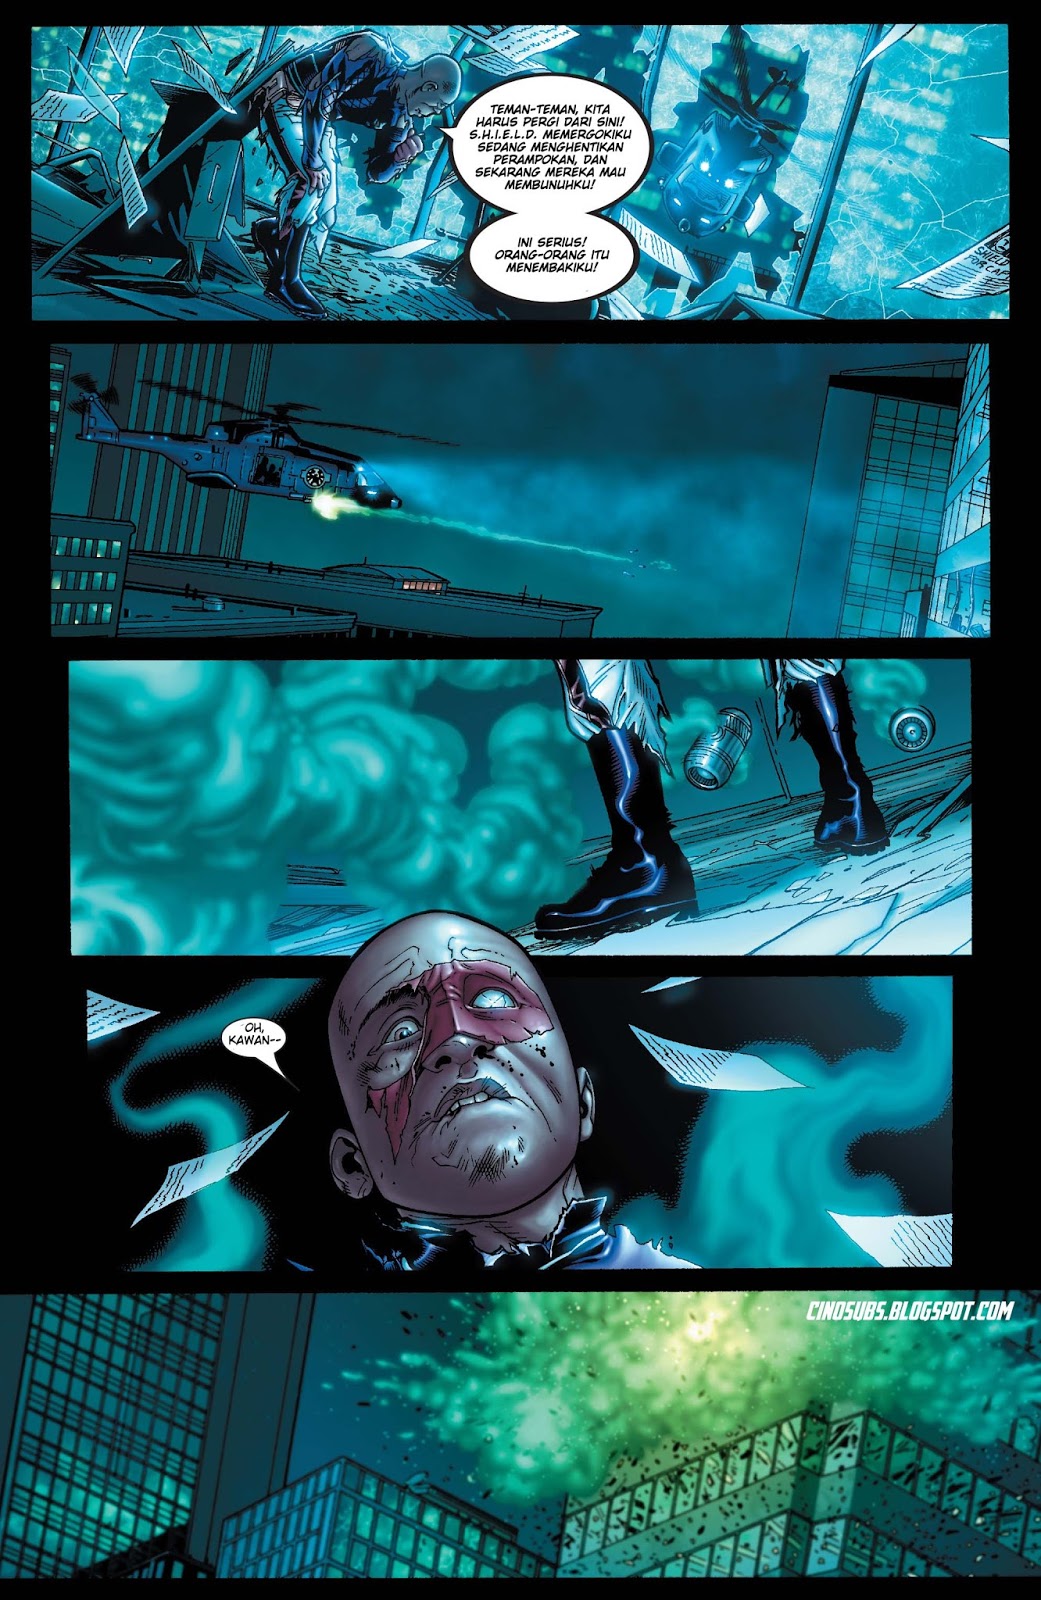 TEMAN-TEMAN, KITA
HARUS PERGI DARI SINI!
S.H.I.E.L.D. MEMERGOKIKU
SEDANG MENGHENTIKAN
PERAMPOKAN, DAN
SEKARANG MEREKA MAU
MEMBUNUHKU!
INI SERIUS!
ORANG-ORANG ITU
MENEMBAKIKU!
OH,
KAWAN--
CINOSUBS.BLOGSPOT.COM